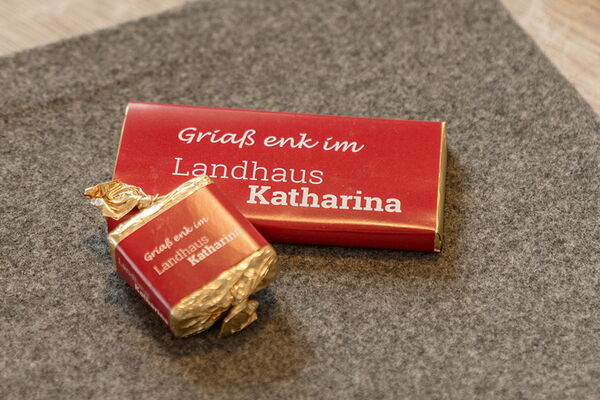 Griaß enk im
Landhaus
Katharina
Griaß enk im
Landhaus
Katharina